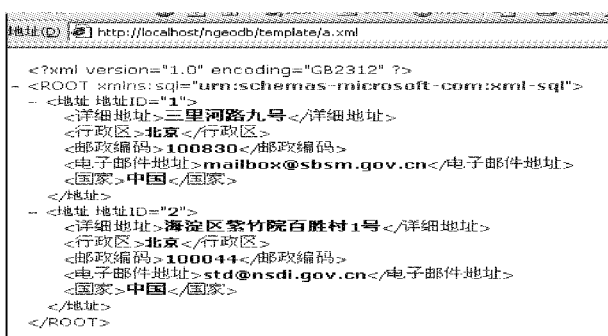 地址(D) http://localhost/ngeodb/template/a.xml
<?xml version="1.0" encoding="GB2312" ?>
- <ROOT xmlns:sql="urn:schemas-microsoft-com:xml-sql">
- <地址 地址ID="1">
<详细地址>三里河路九号</详细地址>
<行政区>北京</行政区>
<邮政编码>100830</邮政编码>
<电子邮件地址>mailbox@sbsm.gov.cn</电子邮件地址>
<国家>中国</国家>
</地址>
- <地址 地址ID="2">
<详细地址>海淀区紫竹院百胜村1号</详细地址>
<行政区>北京</行政区>
<邮政编码>100044</邮政编码>
<电子邮件地址>std@nsdi.gov.cn</电子邮件地址>
<国家>中国</国家>
</地址>
</ROOT>